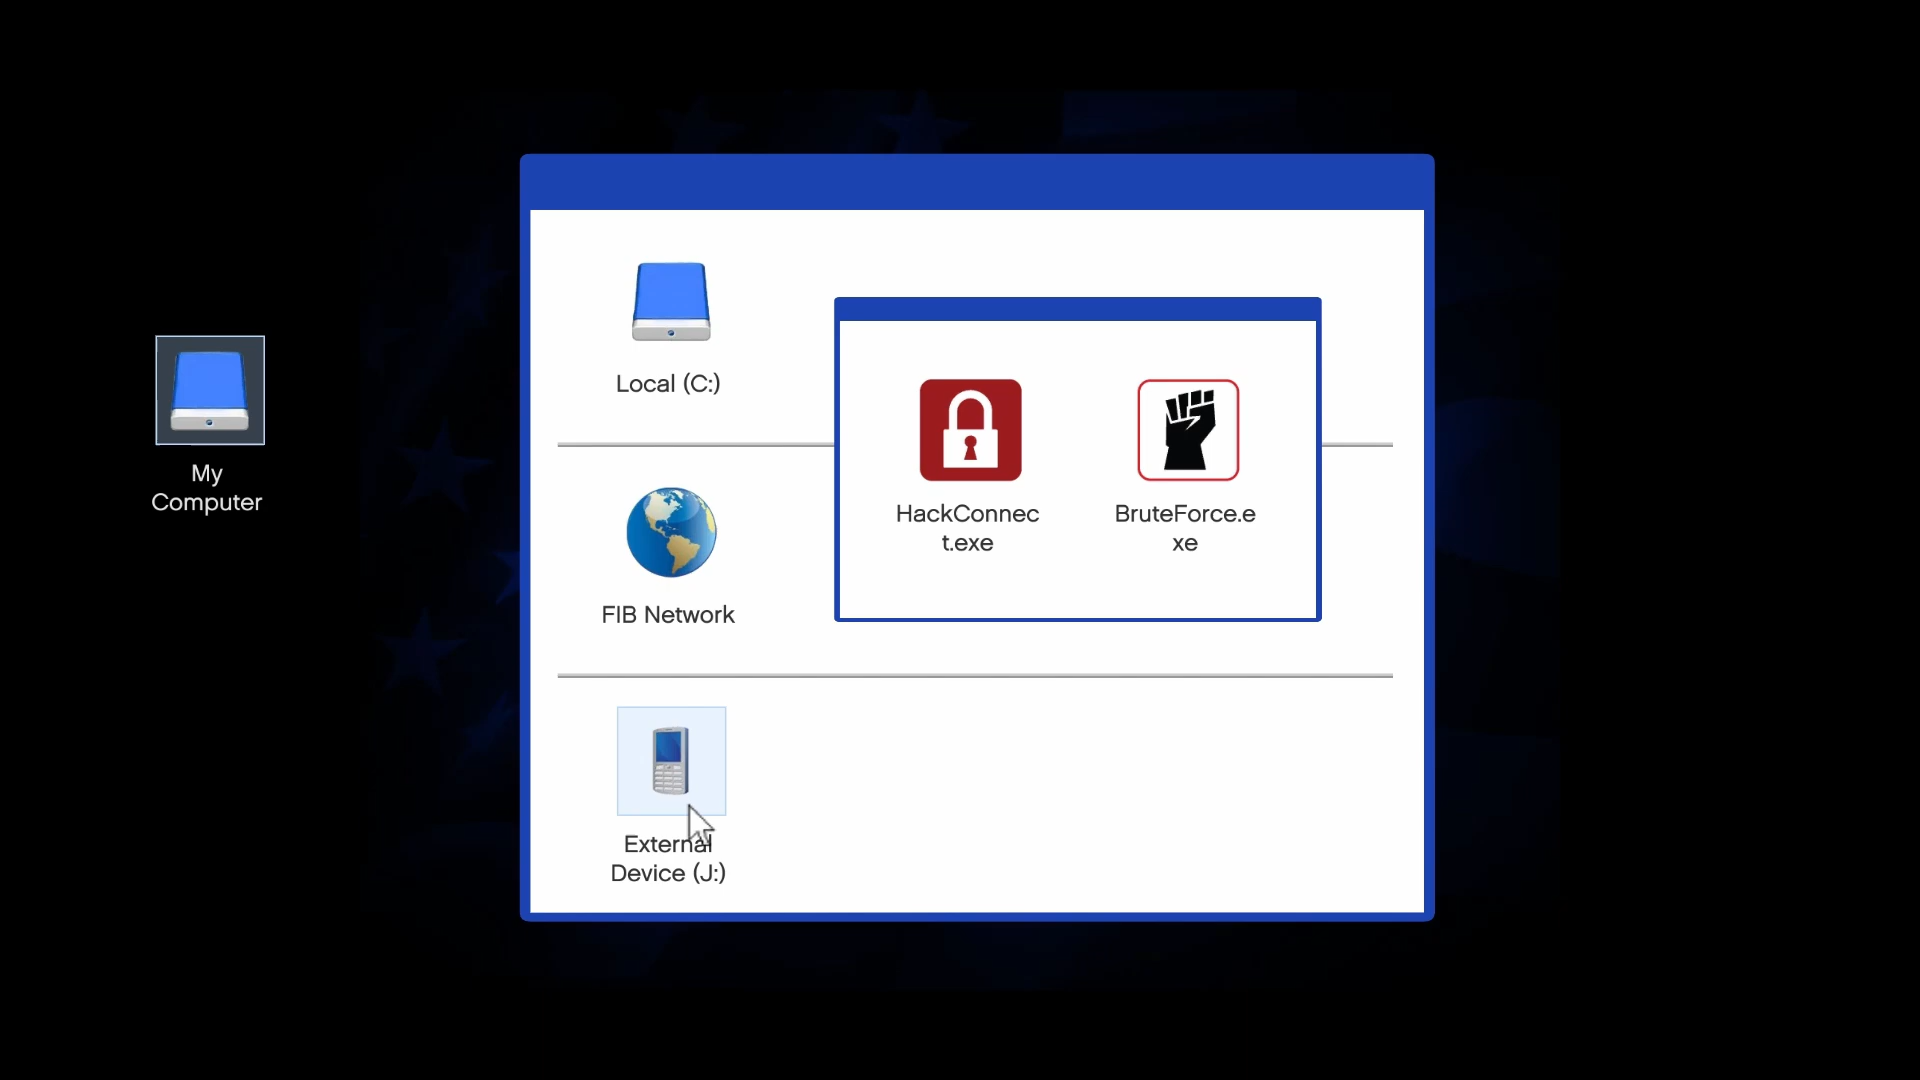 My
Computer
Local (C:)
HackConnec
t.exe
BruteForce.e
xe
FIB Network
External
Device (J:)